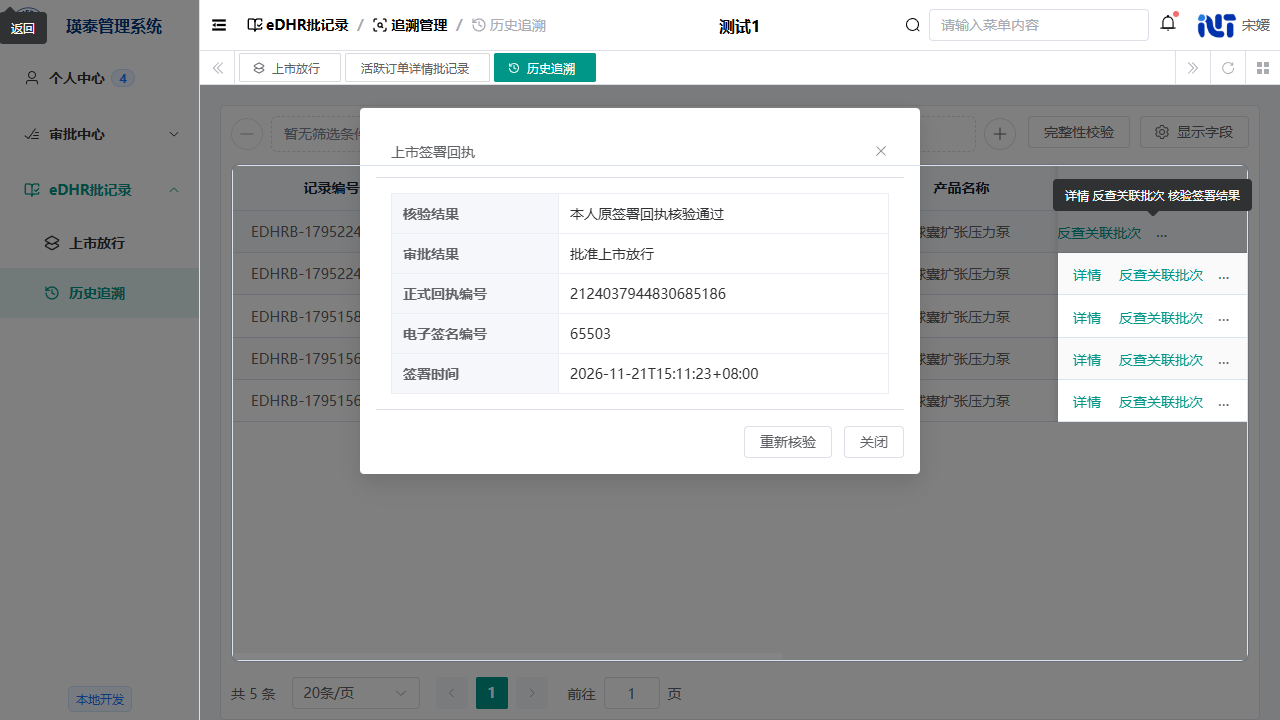 返回
瑛泰管理系统
eDHR批记录 / 追溯管理 / 历史追溯
测试1
请输入菜单内容
宋媛
个人中心 4
审批中心
eDHR批记录
上市放行
历史追溯
本地开发
上市放行
活跃订单详情批记录
历史追溯
暂无筛选条件
完整性校验
显示字段
记录编号
产品名称
详情 反查关联批次 核验签署结果
EDHRB-1795224
球囊扩张压力泵
反查关联批次 ...
EDHRB-1795224
球囊扩张压力泵
详情 反查关联批次 ...
EDHRB-1795158
球囊扩张压力泵
详情 反查关联批次 ...
EDHRB-1795156
球囊扩张压力泵
详情 反查关联批次 ...
EDHRB-1795156
球囊扩张压力泵
详情 反查关联批次 ...
上市签署回执
核验结果 本人原签署回执核验通过
审批结果 批准上市放行
正式回执编号 2124037944830685186
电子签名编号 65503
签署时间 2026-11-21T15:11:23+08:00
重新核验 关闭
共 5 条 20条/页 1 前往 1 页